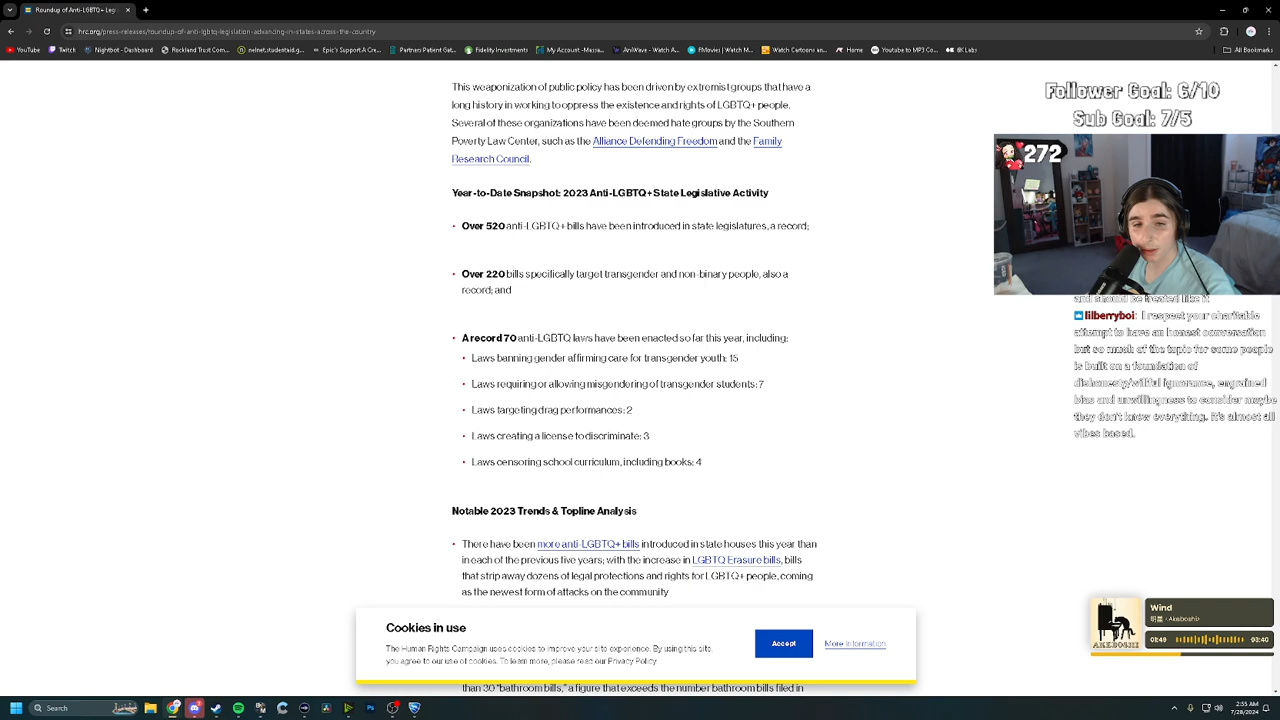 Roundup of Anti-LGBTQ+ Legisl
hrc.org/press-releases/roundup-of-anti-lgbtq-legislation-advancing-in-states-across-the-country
YouTube
Twitch
Nightbot - Dashboard
Rockland Trust Com...
nelnet.studentaid.g...
Epic's Support A Cre...
Partners Patient Gat...
Fidelity Investments
My Account -Massa...
AniWave - Watch A...
FMovies | Watch M...
Watch Cartoons an...
Home
Youtube to MP3 Co...
8K Labs
All Bookmarks
This weaponization of public policy has been driven by extremist groups that have a
long history in working to oppress the existence and rights of LGBTQ+ people.
Several of these organizations have been deemed hate groups by the Southern
Poverty Law Center, such as the Alliance Defending Freedom and the Family
Research Council.
Year-to-Date Snapshot: 2023 Anti-LGBTQ+ State Legislative Activity
• Over 520 anti-LGBTQ+ bills have been introduced in state legislatures, a record;
• Over 220 bills specifically target transgender and non-binary people, also a
record; and
• A record 70 anti-LGBTQ laws have been enacted so far this year, including:
• Laws banning gender affirming care for transgender youth: 15
• Laws requiring or allowing misgendering of transgender students: 7
• Laws targeting drag performances: 2
• Laws creating a license to discriminate: 3
• Laws censoring school curriculum, including books: 4
Notable 2023 Trends & Topline Analysis
• There have been more anti-LGBTQ+ bills introduced in state houses this year than
in each of the previous five years; with the increase in LGBTQ Erasure bills, bills
that strip away dozens of legal protections and rights for LGBTQ+ people, coming
as the newest form of attacks on the community
Cookies in use
The Human Rights Campaign uses cookies to improve your site experience. By using this site,
you agree to our use of cookies. To learn more, please read our Privacy Policy.
Accept
More Information
than 30 "bathroom bills," a figure that exceeds the number bathroom bills filed in
Follower Goal: 6/10
Sub Goal: 7/5
272
and should be treated like it
lilberryboi: I respect your charitable
attempt to have an honest conversation
but so much of the topic for some people
is built on a foundation of
dishonesty/willful ignorance, engrained
bias and unwillingness to consider maybe
they don't know everything. It's almost all
vibes based.
AKEBOSHI
Wind
明星 <Akeboshi>
01:49
03:40
Search
2:55 AM
7/28/2024